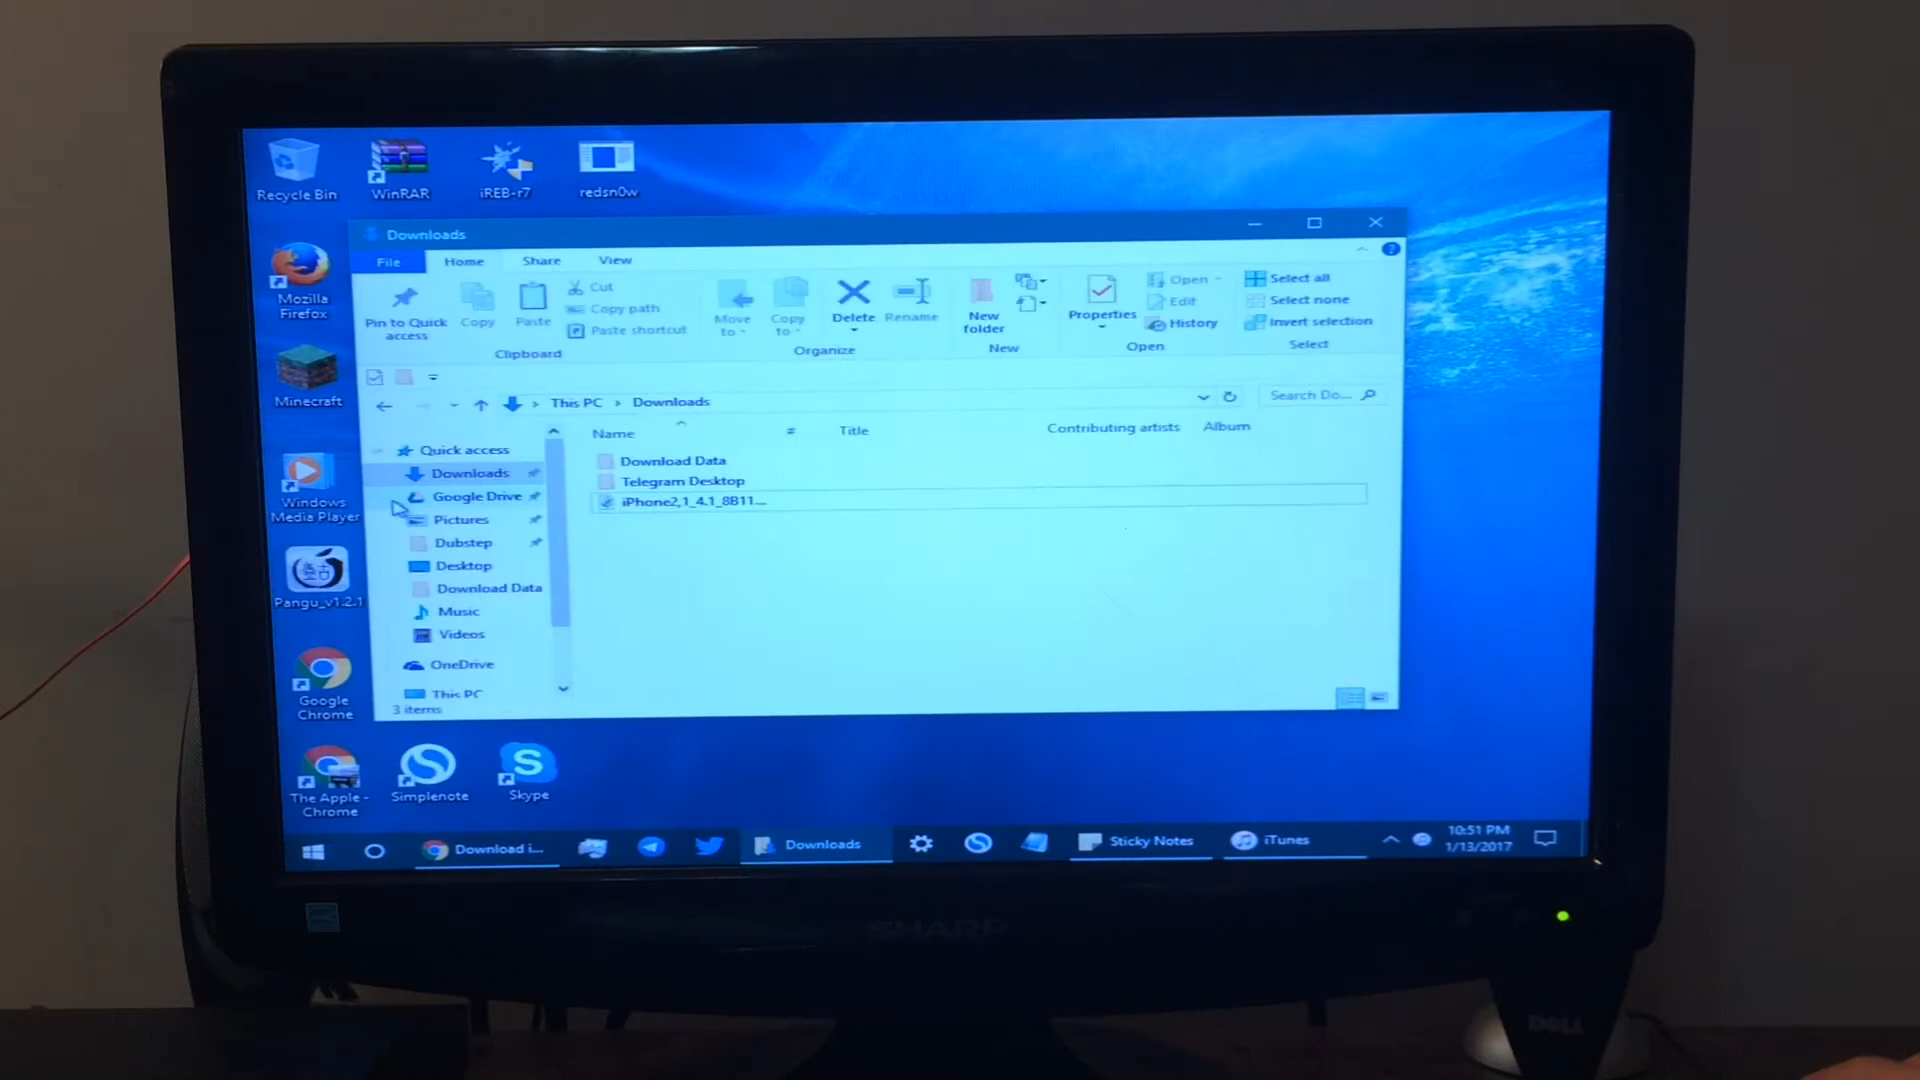 Recycle Bin
WinRAR
iREB-r7
redsn0w
Downloads
File
Home
Share
View
Pin to Quick
access
Copy
Paste
Cut
Copy path
Paste shortcut
Clipboard
Move
to
Copy
to
Delete
Rename
Organize
New
folder
New
Properties
Open
Edit
History
Open
Select all
Select none
Invert selection
Select
This PC > Downloads
Search Do...
Name
#
Title
Contributing artists
Album
Quick access
Downloads
Google Drive
Pictures
Dubstep
Desktop
Download Data
Music
Videos
OneDrive
This PC
3 items
Download Data
Telegram Desktop
iPhone2,1_4.1_8B11...
Mozilla
Firefox
Minecraft
Windows
Media Player
Pangu_v1.2.1
Google
Chrome
The Apple -
Chrome
Simplenote
Skype
Download i...
Downloads
Sticky Notes
iTunes
10:51 PM
1/13/2017
SHARP
DELL